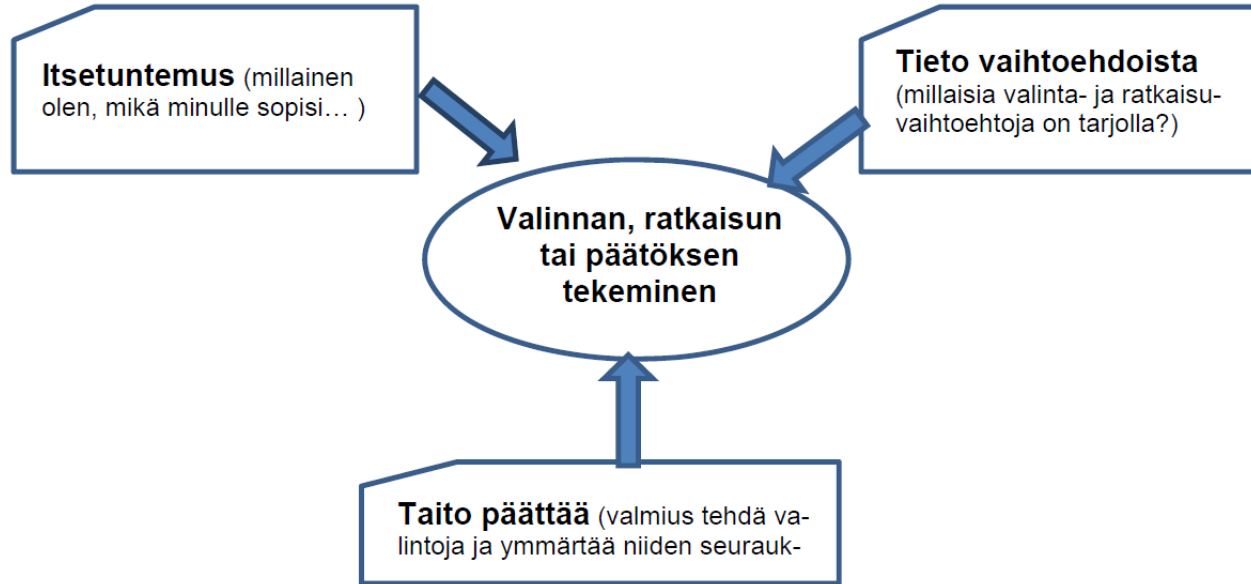 Itsetuntemus (millainen
olen, mikä minulle sopisi… )
Tieto vaihtoehdoista
(millaisia valinta- ja ratkaisu-
vaihtoehtoja on tarjolla?)
Valinnan, ratkaisun
tai päätöksen
tekeminen
Taito päättää (valmius tehdä va-
lintoja ja ymmärtää niiden seurauk-